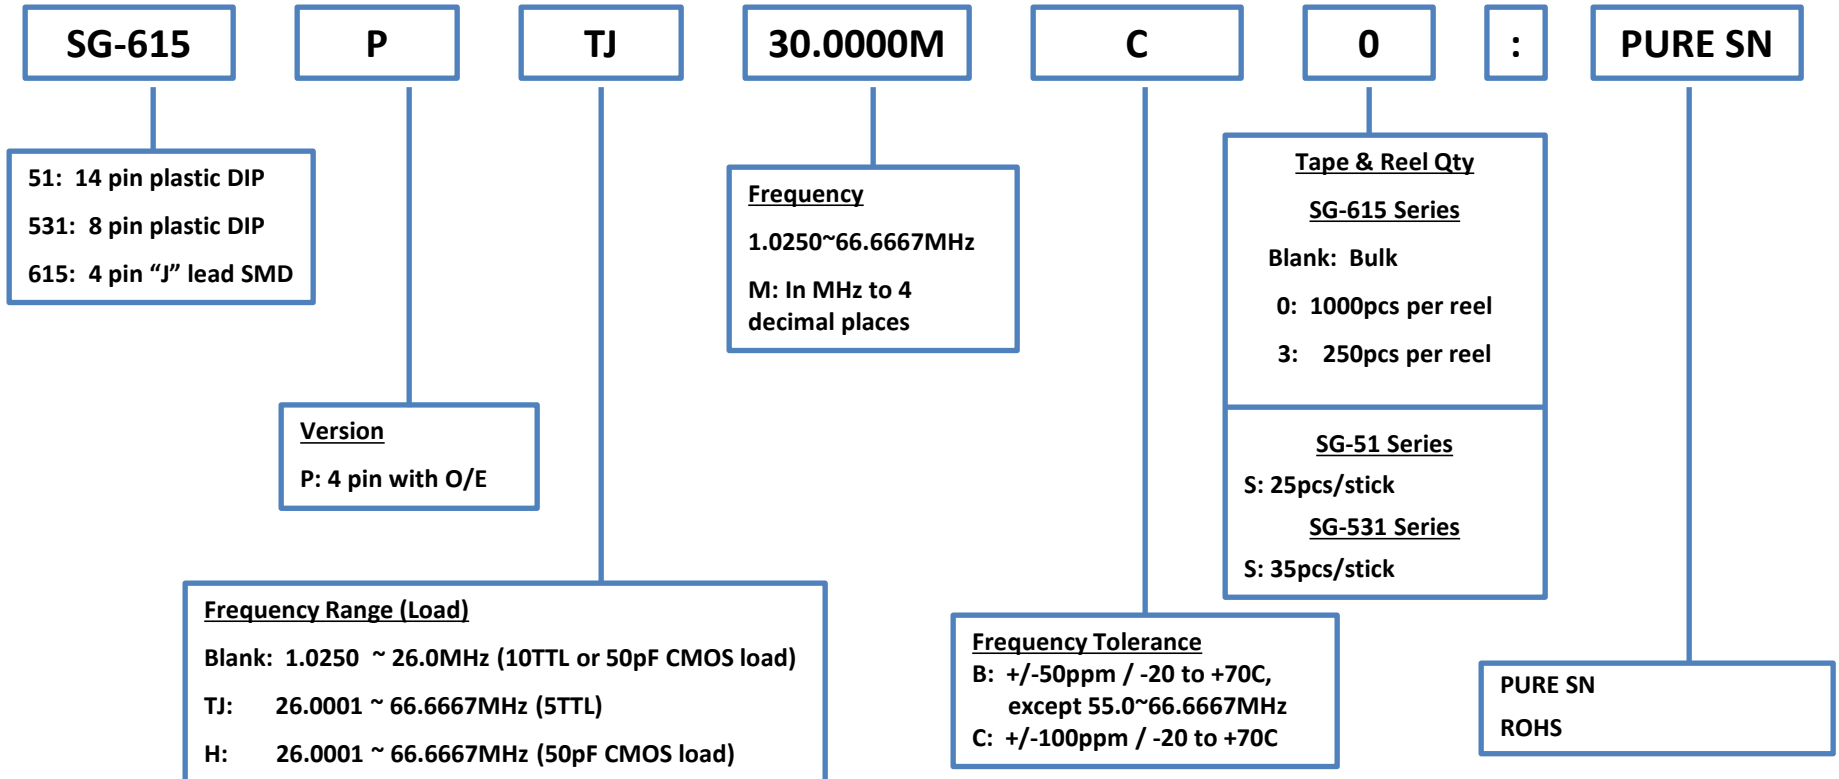 SG-615 P TJ 30.0000M C 0 : PURE SN
51: 14 pin plastic DIP
531: 8 pin plastic DIP
615: 4 pin “J” lead SMD
Version
P: 4 pin with O/E
Frequency Range (Load)
Blank: 1.0250 ~ 26.0MHz (10TTL or 50pF CMOS load)
TJ: 26.0001 ~ 66.6667MHz (5TTL)
H: 26.0001 ~ 66.6667MHz (50pF CMOS load)
Frequency
1.0250~66.6667MHz
M: In MHz to 4
decimal places
Frequency Tolerance
B: +/-50ppm / -20 to +70C,
except 55.0~66.6667MHz
C: +/-100ppm / -20 to +70C
Tape & Reel Qty
SG-615 Series
Blank: Bulk
0: 1000pcs per reel
3: 250pcs per reel
SG-51 Series
S: 25pcs/stick
SG-531 Series
S: 35pcs/stick
PURE SN
ROHS